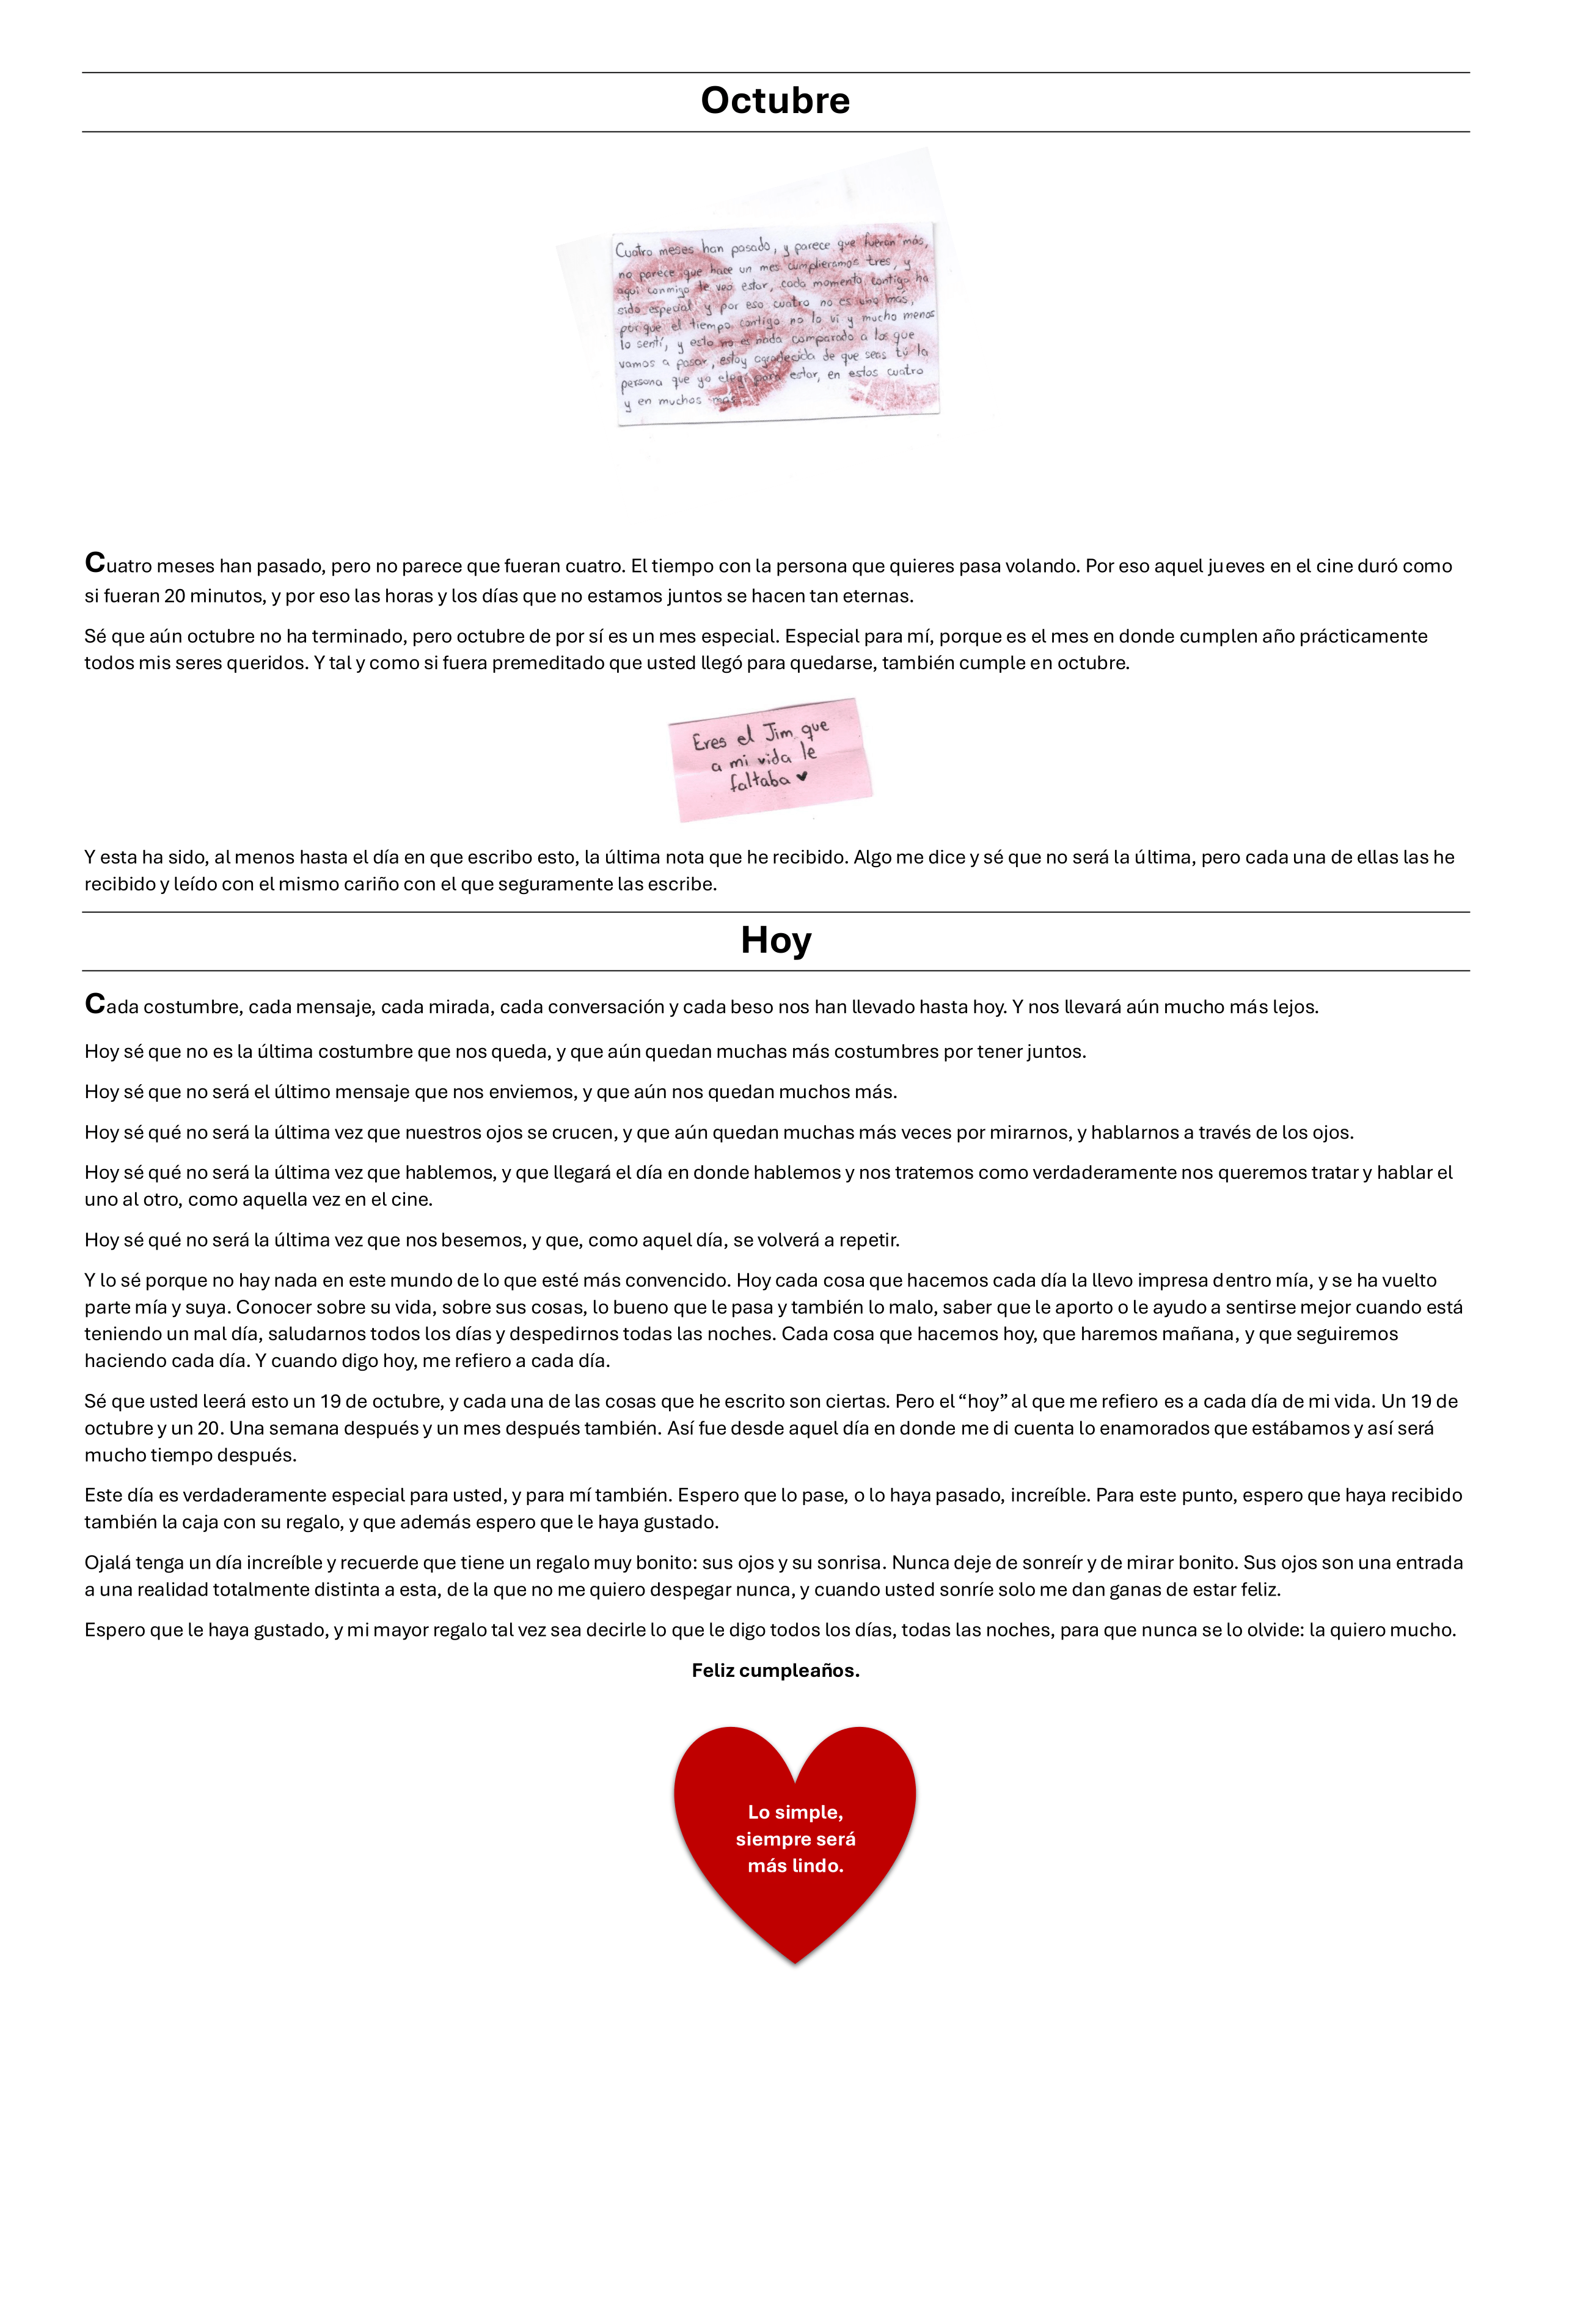 Octubre
Cuatro meses han pasado, y parece que fueran más,
no parece que hace un mes cumplieramos tres, y
aquí conmigo te veo estar, cada momento contigo ha
sido especial y por eso cuatro no es uno más,
porque el tiempo contigo no lo vi y mucho menos
lo sentí, y esto no es nada comparado a los que
vamos a pasar, estoy agradecida de que seas tú la
persona que yo elegí para estar, en estos cuatro
y en muchos más
Cuatro meses han pasado, pero no parece que fueran cuatro. El tiempo con la persona que quieres pasa volando. Por eso aquel jueves en el cine duró como
si fueran 20 minutos, y por eso las horas y los días que no estamos juntos se hacen tan eternas.
Sé que aún octubre no ha terminado, pero octubre de por sí es un mes especial. Especial para mí, porque es el mes en donde cumplen año prácticamente
todos mis seres queridos. Y tal y como si fuera premeditado que usted llegó para quedarse, también cumple en octubre.
Eres el Jim que
a mi vida le
faltaba ♥
Y esta ha sido, al menos hasta el día en que escribo esto, la última nota que he recibido. Algo me dice y sé que no será la última, pero cada una de ellas las he
recibido y leído con el mismo cariño con el que seguramente las escribe.
Hoy
Cada costumbre, cada mensaje, cada mirada, cada conversación y cada beso nos han llevado hasta hoy. Y nos llevará aún mucho más lejos.
Hoy sé que no es la última costumbre que nos queda, y que aún quedan muchas más costumbres por tener juntos.
Hoy sé que no será el último mensaje que nos enviemos, y que aún nos quedan muchos más.
Hoy sé qué no será la última vez que nuestros ojos se crucen, y que aún quedan muchas más veces por mirarnos, y hablarnos a través de los ojos.
Hoy sé qué no será la última vez que hablemos, y que llegará el día en donde hablemos y nos tratemos como verdaderamente nos queremos tratar y hablar el
uno al otro, como aquella vez en el cine.
Hoy sé qué no será la última vez que nos besemos, y que, como aquel día, se volverá a repetir.
Y lo sé porque no hay nada en este mundo de lo que esté más convencido. Hoy cada cosa que hacemos cada día la llevo impresa dentro mía, y se ha vuelto
parte mía y suya. Conocer sobre su vida, sobre sus cosas, lo bueno que le pasa y también lo malo, saber que le aporto o le ayudo a sentirse mejor cuando está
teniendo un mal día, saludarnos todos los días y despedirnos todas las noches. Cada cosa que hacemos hoy, que haremos mañana, y que seguiremos
haciendo cada día. Y cuando digo hoy, me refiero a cada día.
Sé que usted leerá esto un 19 de octubre, y cada una de las cosas que he escrito son ciertas. Pero el “hoy” al que me refiero es a cada día de mi vida. Un 19 de
octubre y un 20. Una semana después y un mes después también. Así fue desde aquel día en donde me di cuenta lo enamorados que estábamos y así será
mucho tiempo después.
Este día es verdaderamente especial para usted, y para mí también. Espero que lo pase, o lo haya pasado, increíble. Para este punto, espero que haya recibido
también la caja con su regalo, y que además espero que le haya gustado.
Ojalá tenga un día increíble y recuerde que tiene un regalo muy bonito: sus ojos y su sonrisa. Nunca deje de sonreír y de mirar bonito. Sus ojos son una entrada
a una realidad totalmente distinta a esta, de la que no me quiero despegar nunca, y cuando usted sonríe solo me dan ganas de estar feliz.
Espero que le haya gustado, y mi mayor regalo tal vez sea decirle lo que le digo todos los días, todas las noches, para que nunca se lo olvide: la quiero mucho.
Feliz cumpleaños.
Lo simple,
siempre será
más lindo.